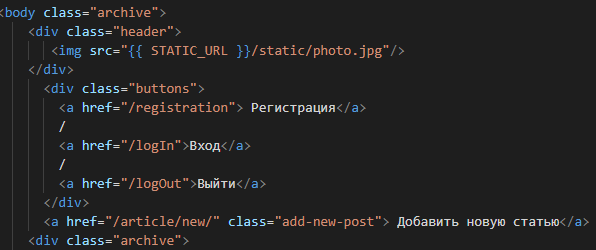 <body class="archive">
<div class="header">
<img src="{{ STATIC_URL }}/static/photo.jpg"/>
</div>
<div class="buttons">
<a href="/registration"> Регистрация</a>
/
<a href="/logIn">Вход</a>
/
<a href="/logOut">Выйти</a>
</div>
<a href="/article/new/" class="add-new-post"> Добавить новую статью</a>
<div class="archive">